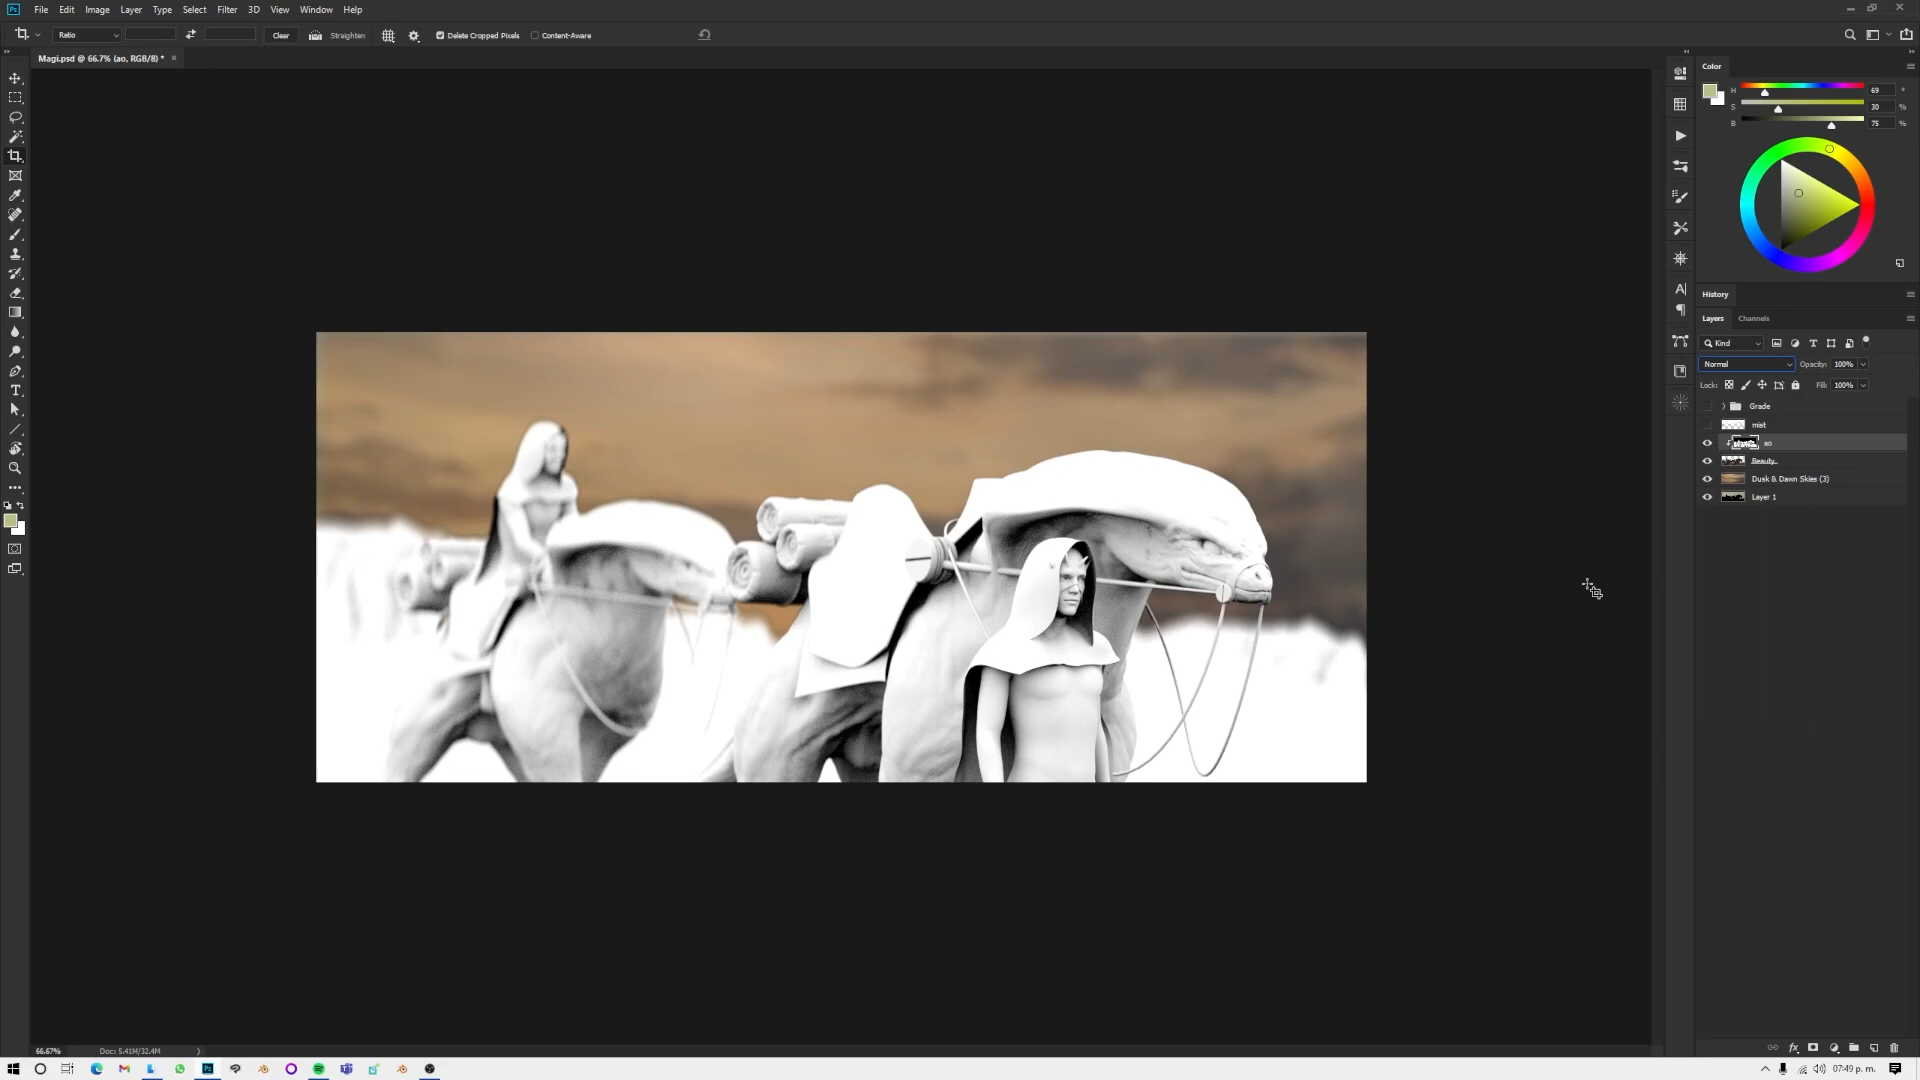 Ps File Edit Image Layer Type Select Filter 3D View Window Help
Ratio Clear Straighten Delete Cropped Pixels Content-Aware
Magi.psd @ 66.7% (ao, RGB/8) * ×
Color
H 69 °
S 30 %
B 75 %
History
Layers Channels
Kind
Normal Opacity: 100%
Lock: Fill: 100%
Grade
mist
ao
Beauty
Dusk & Dawn Skies (3)
Layer 1
fx
66.67% Doc: 5.41M/32.4M
Ps 07:49 p. m.